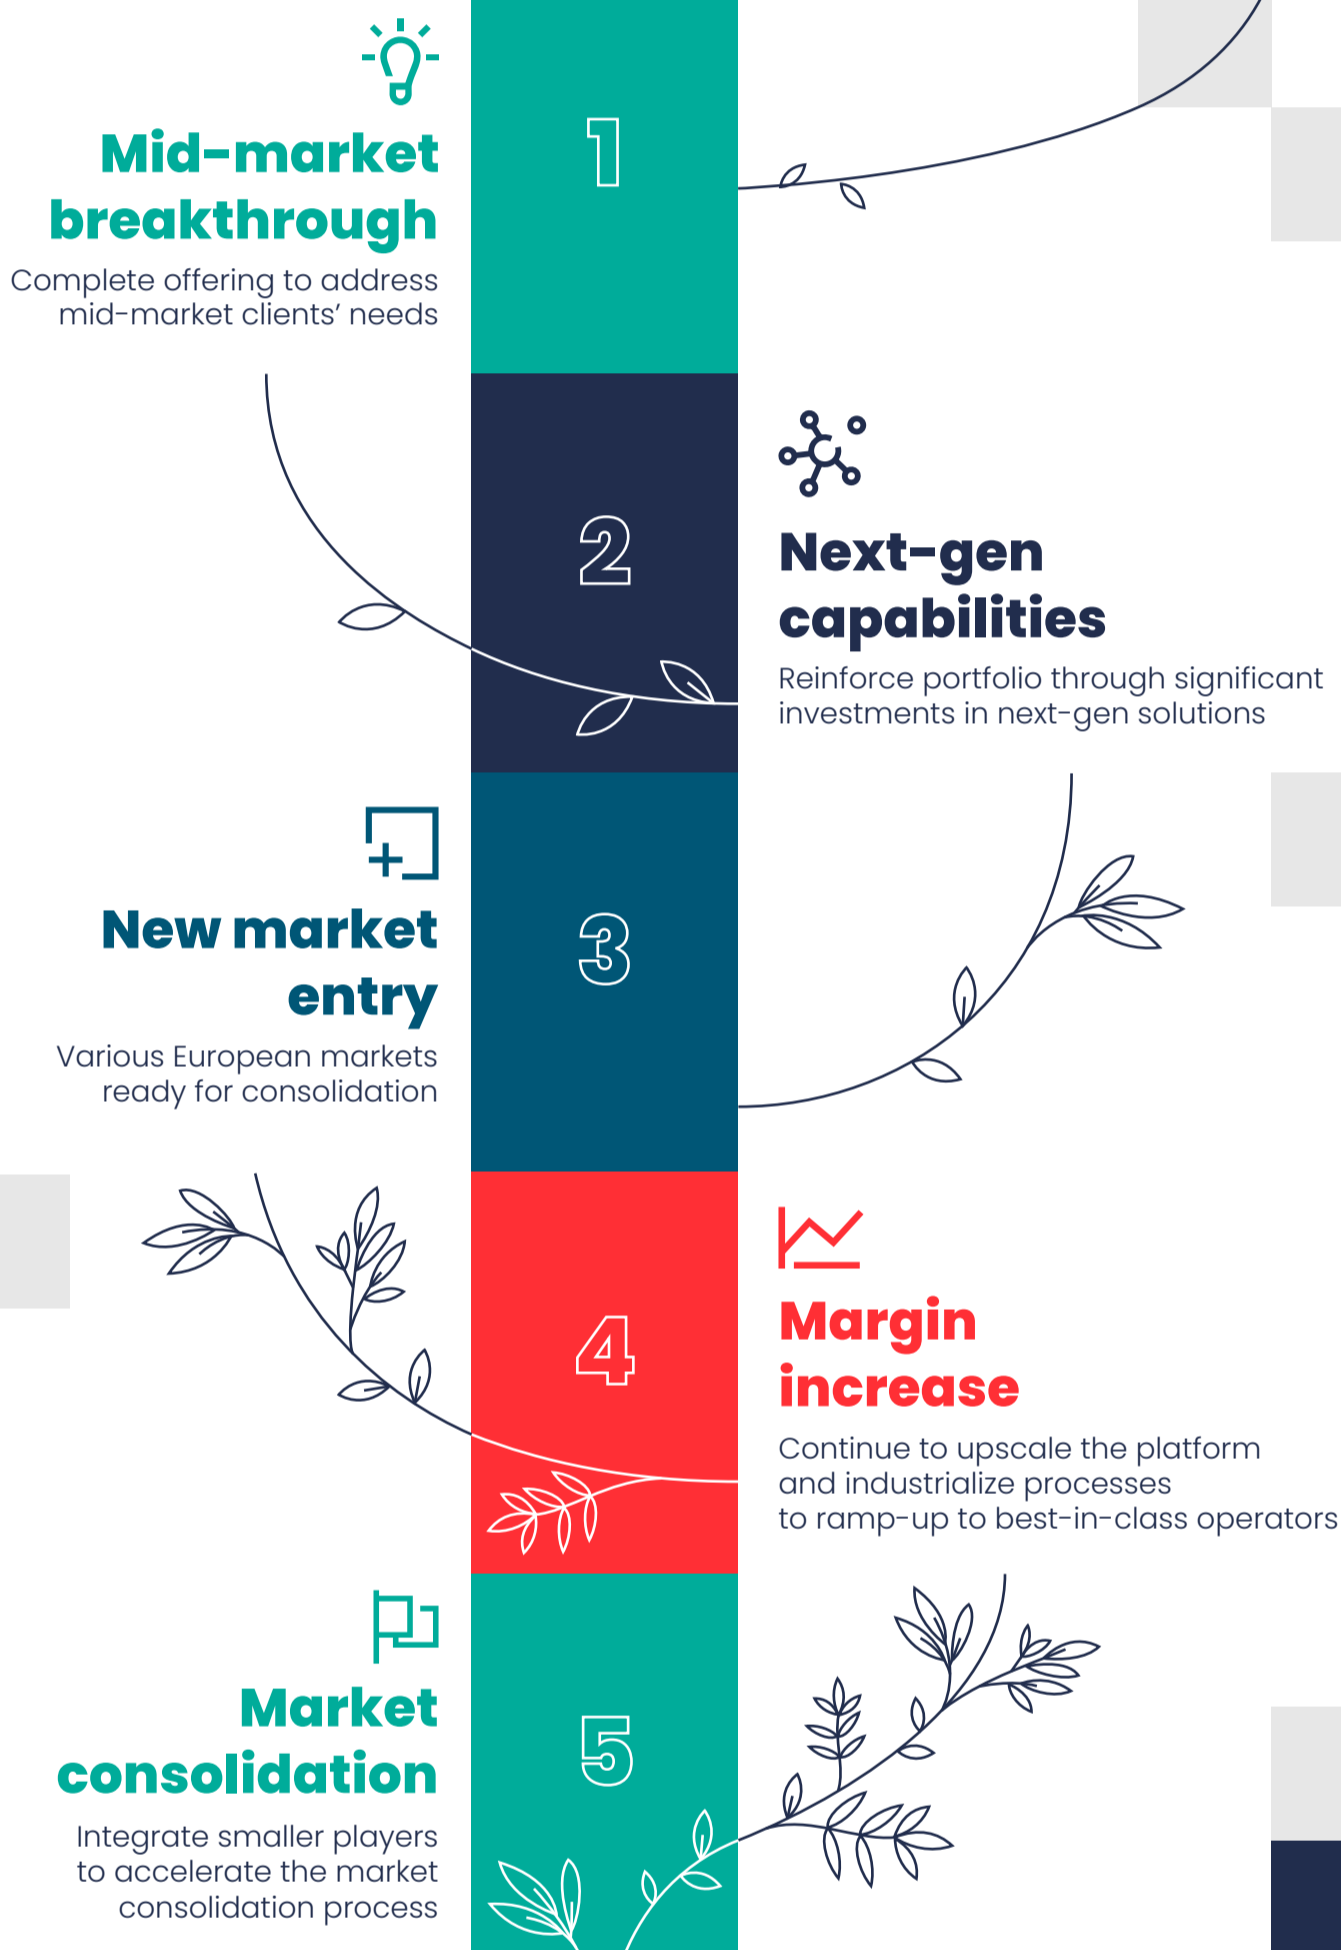 1
Mid-market
breakthrough
Complete offering to address
mid-market clients’ needs
2
Next-gen
capabilities
Reinforce portfolio through significant
investments in next-gen solutions
3
New market
entry
Various European markets
ready for consolidation
4
Margin
increase
Continue to upscale the platform
and industrialize processes
to ramp-up to best-in-class operators
5
Market
consolidation
Integrate smaller players
to accelerate the market
consolidation process